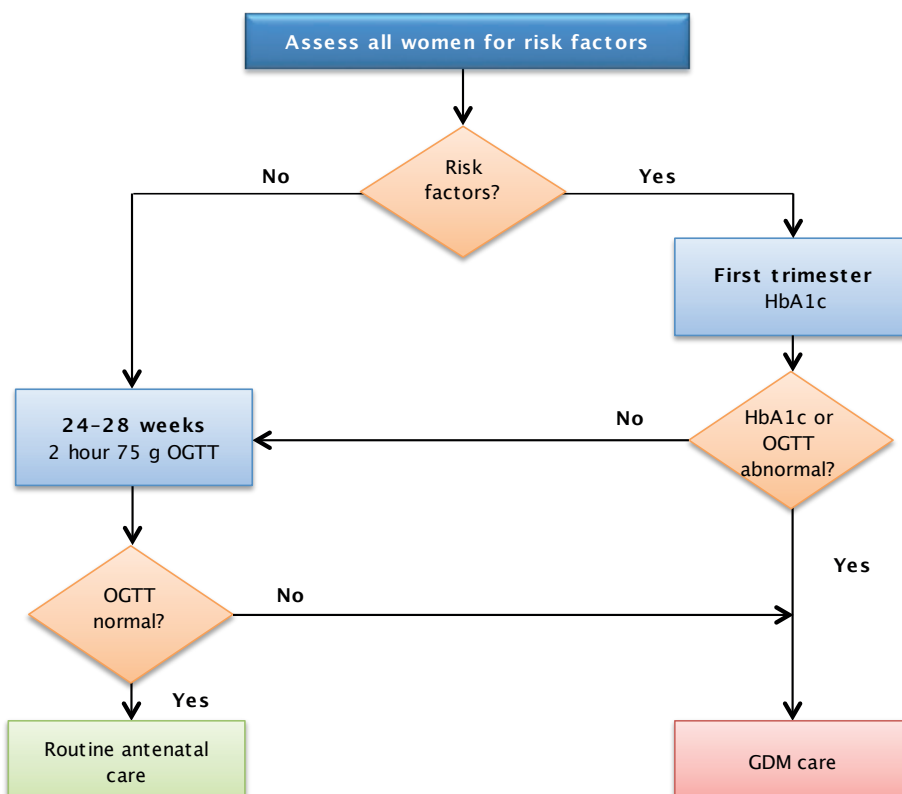 Assess all women for risk factors
Risk
factors?
No
Yes
First trimester
HbA1c
24–28 weeks
2 hour 75 g OGTT
No
HbA1c or
OGTT
abnormal?
Yes
OGTT
normal?
No
Yes
Routine antenatal
care
GDM care